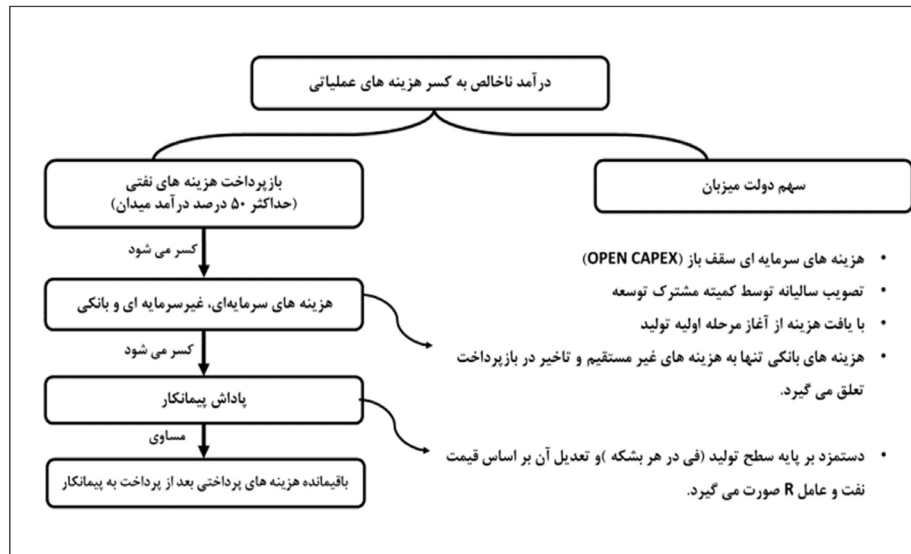 درآمد ناخالص به کسر هزینه های عملیاتی
بازپرداخت هزینه های نفتی
(حداکثر ۵۰ درصد درآمد میدان)
سهم دولت میزبان
کسر می شود
هزینه های سرمایه‌ای، غیرسرمایه ای و بانکی
کسر می شود
پاداش پیمانکار
مساوی
باقیمانده هزینه های پرداختی بعد از پرداخت به پیمانکار
• هزینه های سرمایه ای سقف باز (OPEN CAPEX)
• تصویب سالیانه توسط کمیته مشترک توسعه
• با یافت هزینه از آغاز مرحله اولیه تولید
• هزینه های بانکی تنها به هزینه های غیر مستقیم و تاخیر در بازپرداخت
تعلق می گیرد.
• دستمزد بر پایه سطح تولید (فی در هر بشکه )و تعدیل آن بر اساس قیمت
نفت و عامل R صورت می گیرد.